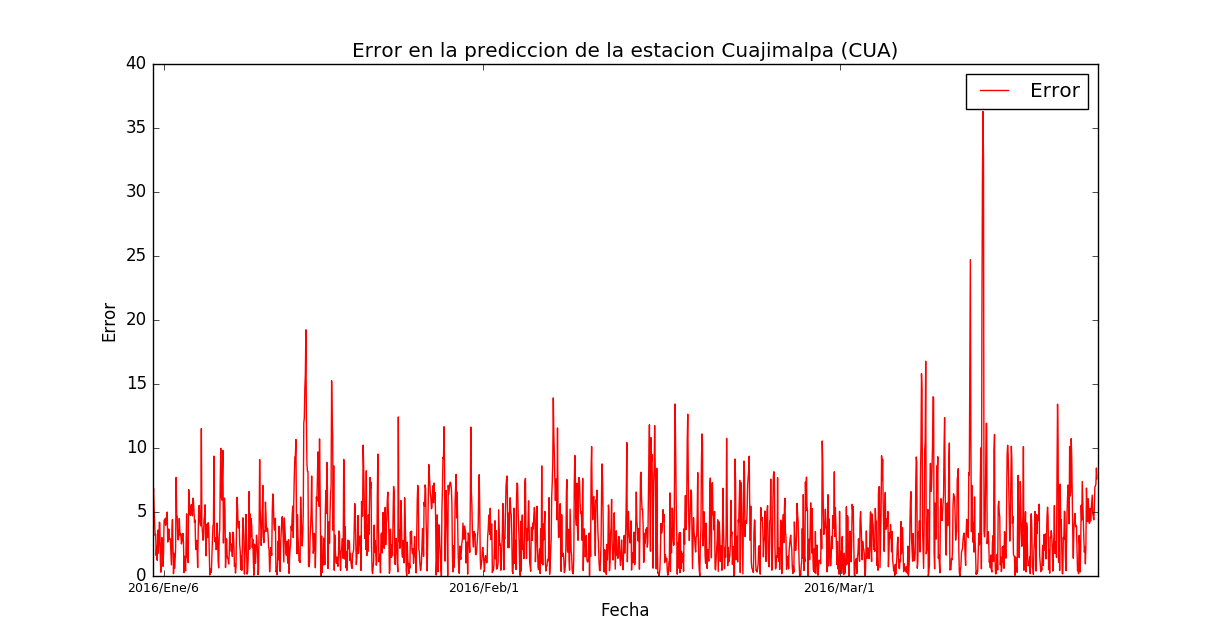 Error en la prediccion de la estacion Cuajimalpa (CUA)
40
35
30
25
20
15
10
5
0
Error
Error
2016/Ene/6
2016/Feb/1
2016/Mar/1
Fecha